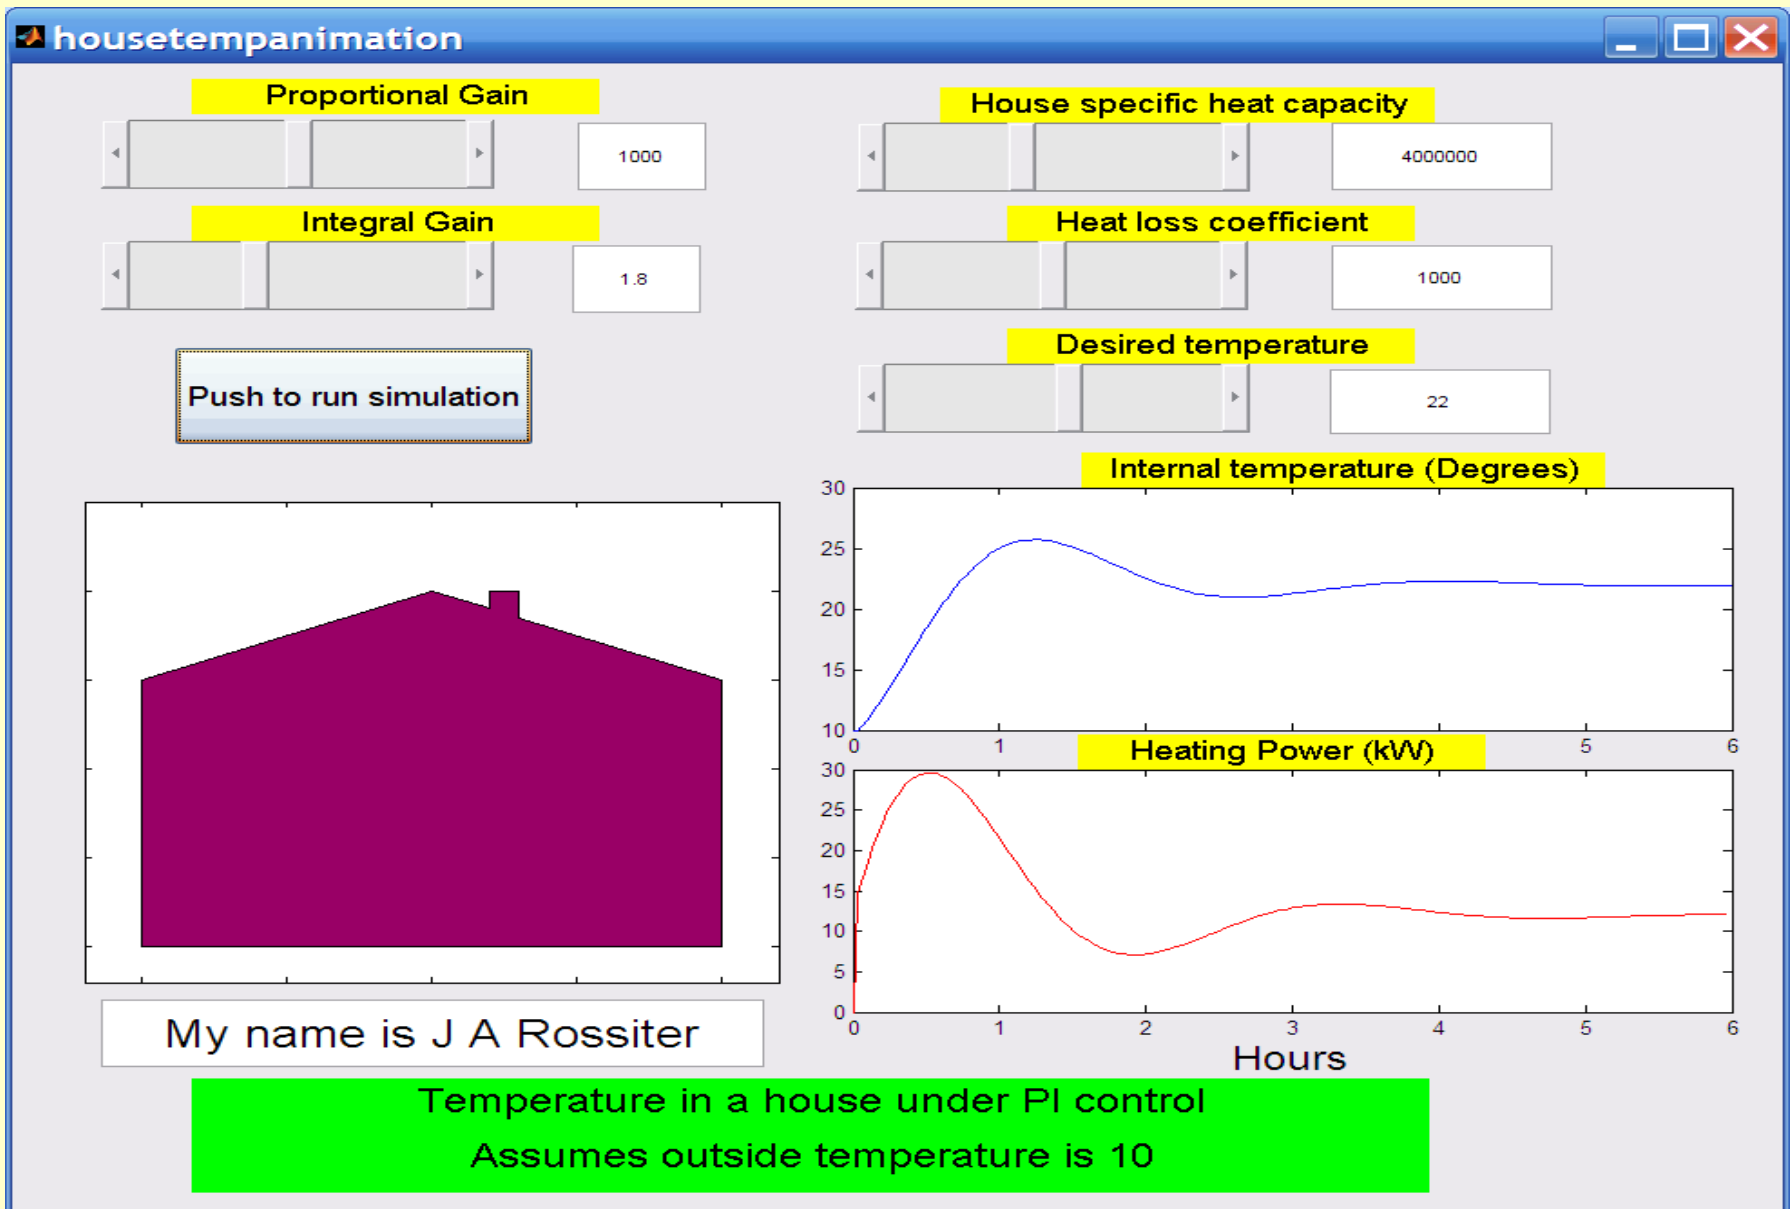 housetempanimation
Proportional Gain
1000
Integral Gain
1.8
Push to run simulation
House specific heat capacity
4000000
Heat loss coefficient
1000
Desired temperature
22
Internal temperature (Degrees)
30
25
20
15
10
0 1 5 6
Heating Power (kW)
30
25
20
15
10
5
0
0 1 2 3 4 5 6
Hours
My name is J A Rossiter
Temperature in a house under PI control
Assumes outside temperature is 10